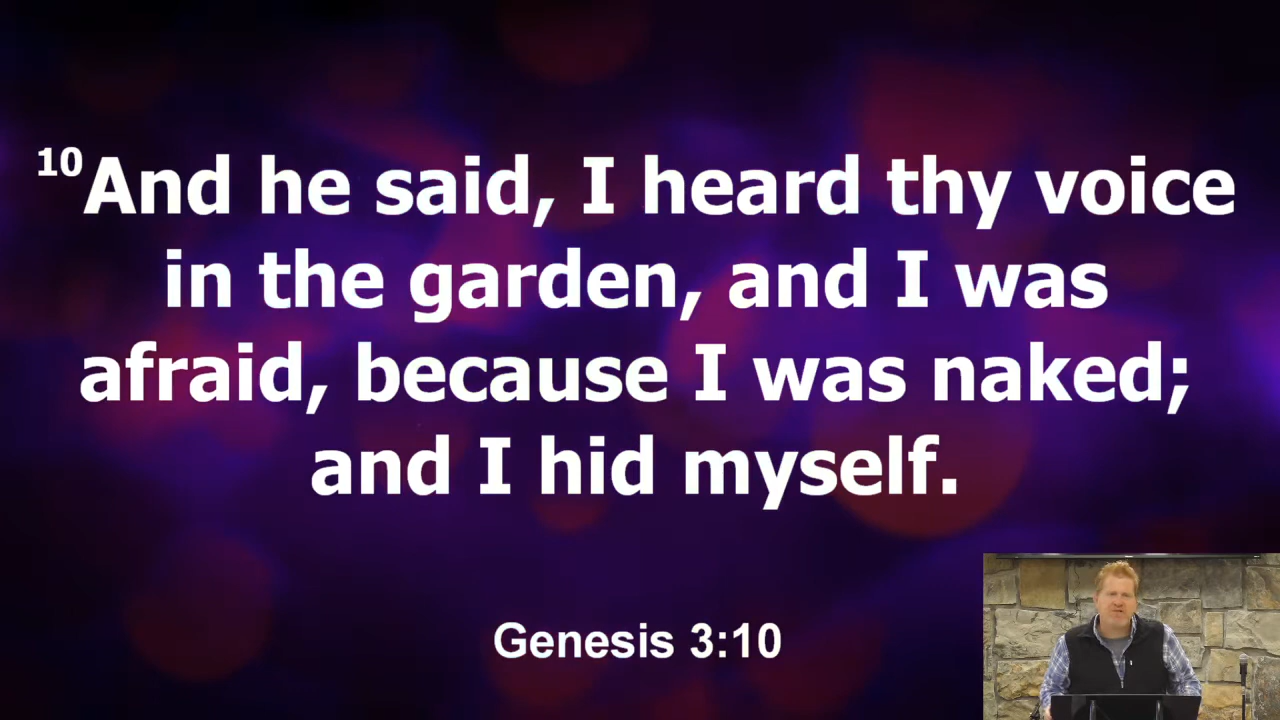 10And he said, I heard thy voice
in the garden, and I was
afraid, because I was naked;
and I hid myself.
Genesis 3:10